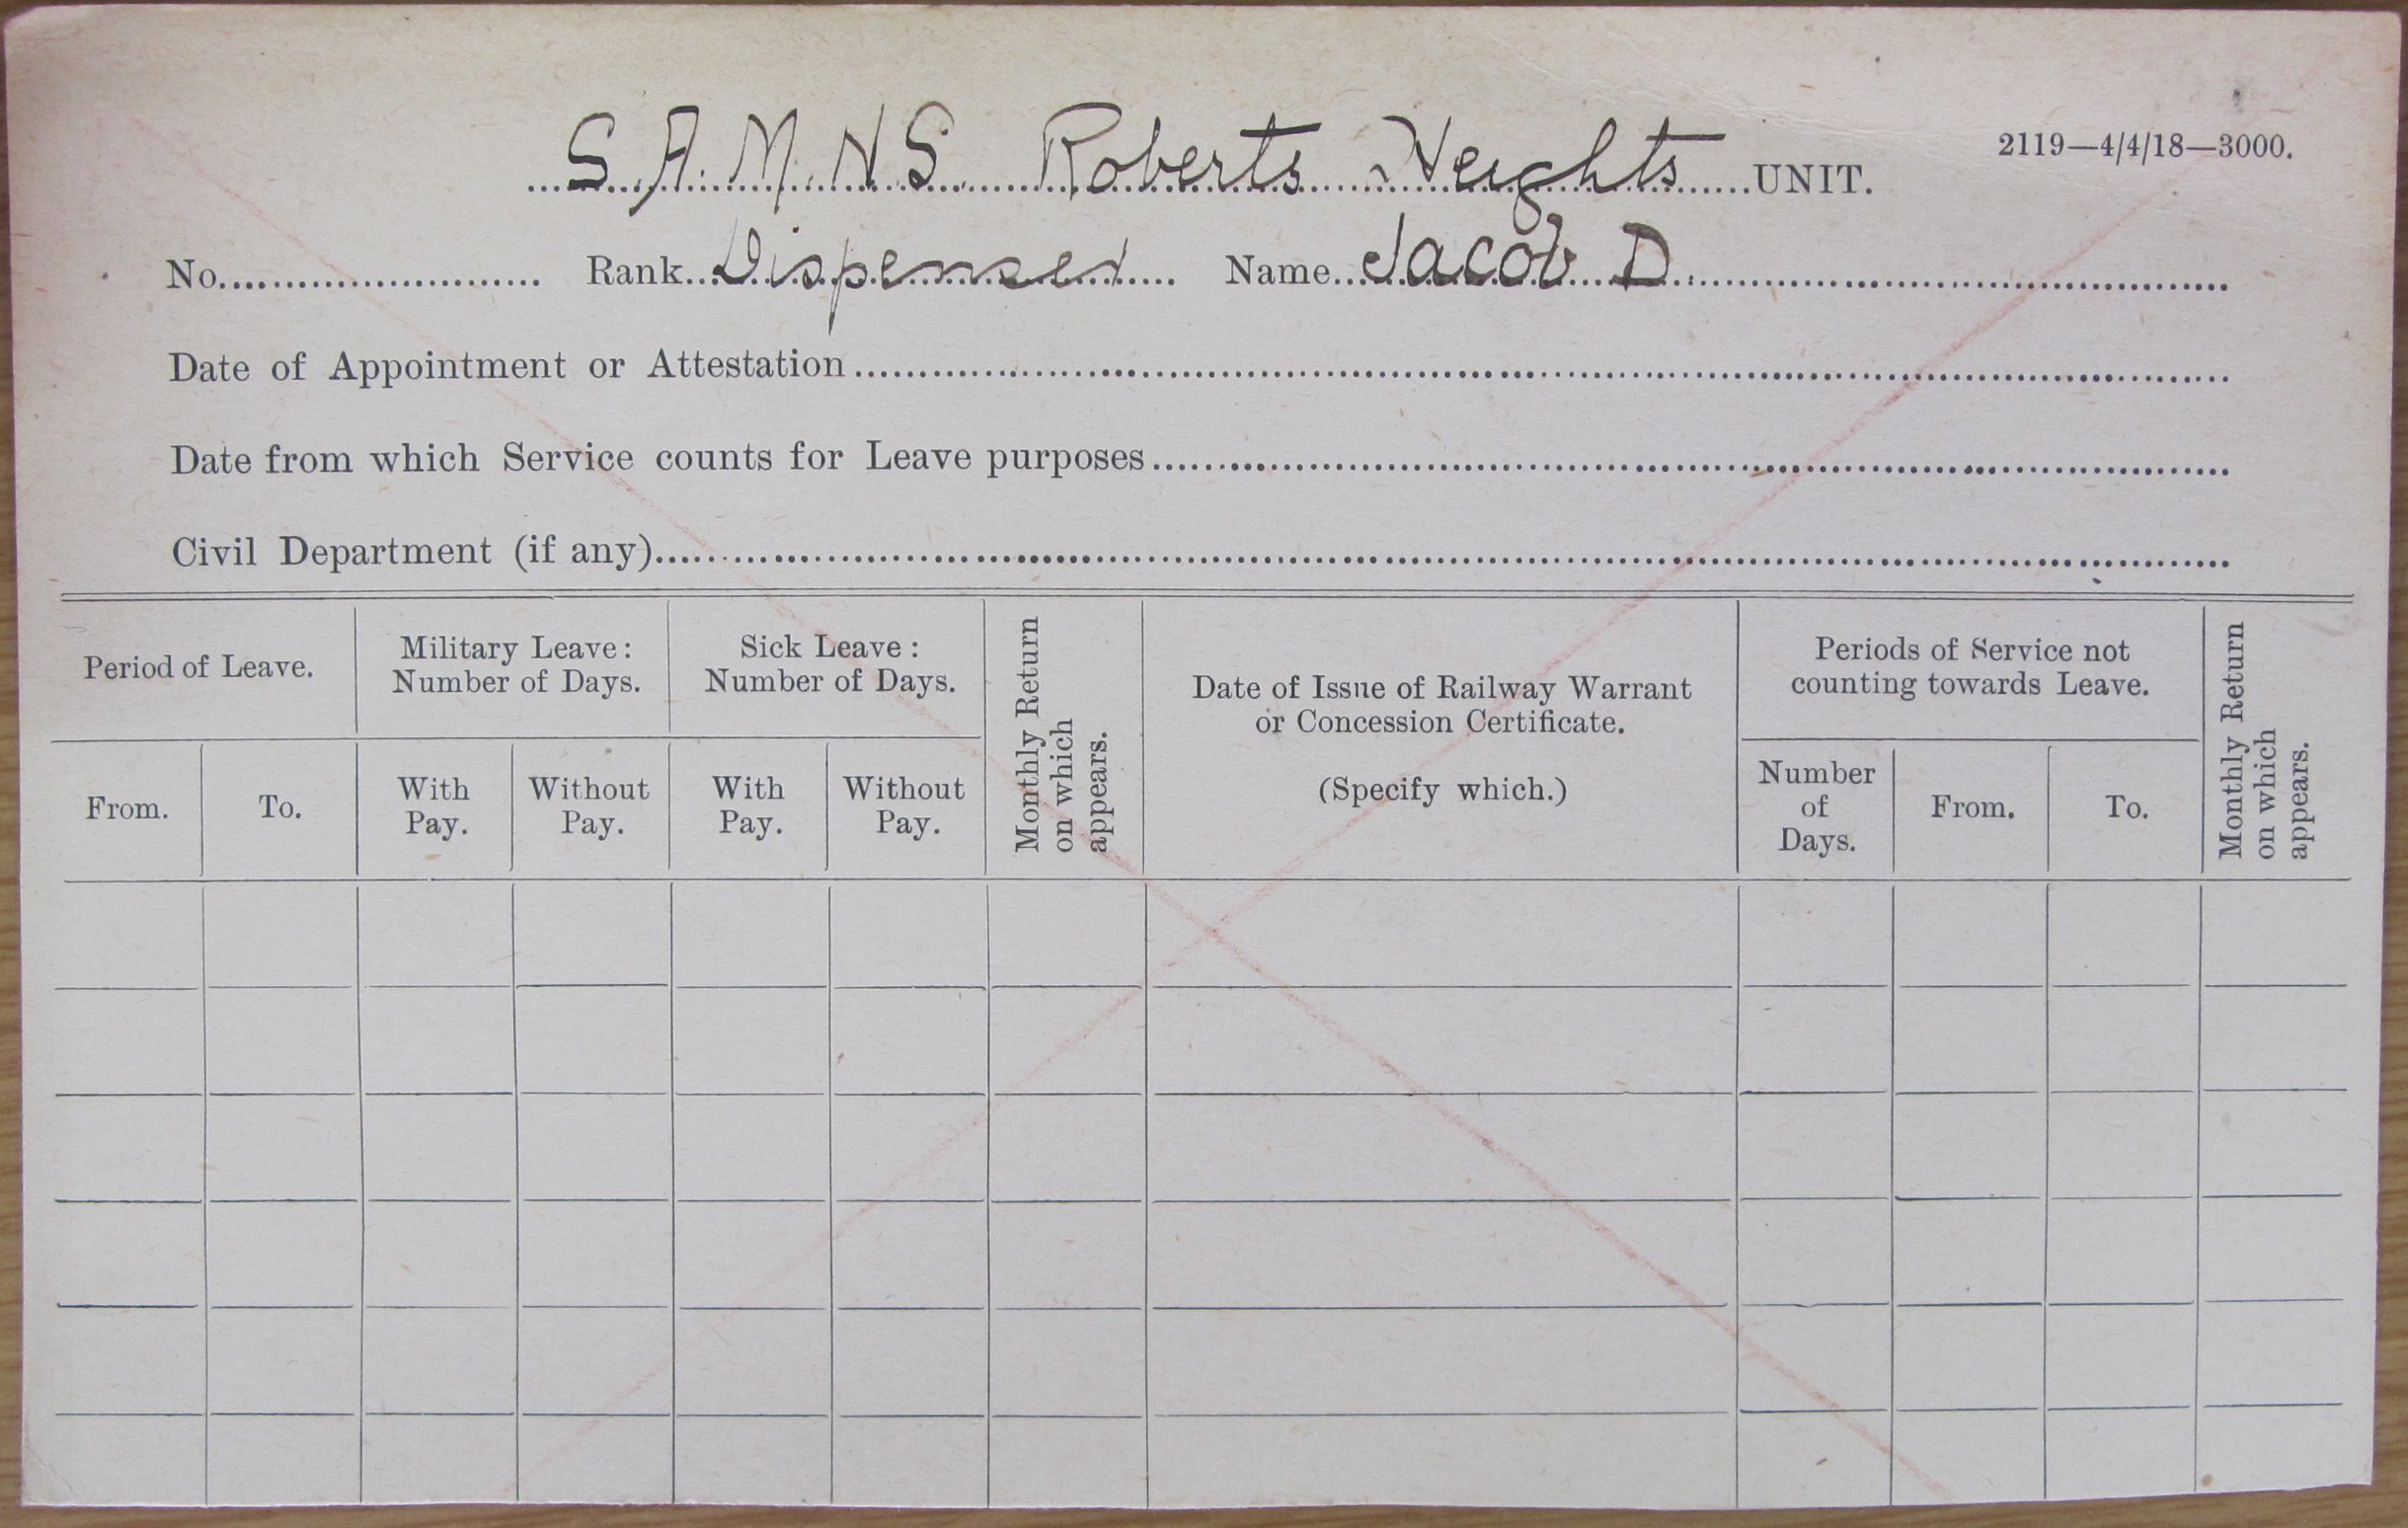 S.A.M.N.S. Roberts Heights UNIT.
2119—4/4/18—3000.
No. Rank Dispenser Name Jacob D.
Date of Appointment or Attestation
Date from which Service counts for Leave purposes
Civil Department (if any)
Period of Leave.
From.
To.
Military Leave:
Number of Days.
With
Pay.
Without
Pay.
Sick Leave:
Number of Days.
With
Pay.
Without
Pay.
Monthly Return
on which
appears.
Date of Issue of Railway Warrant
or Concession Certificate.
(Specify which.)
Periods of Service not
counting towards Leave.
Number
of
Days.
From.
To.
Monthly Return
on which
appears.